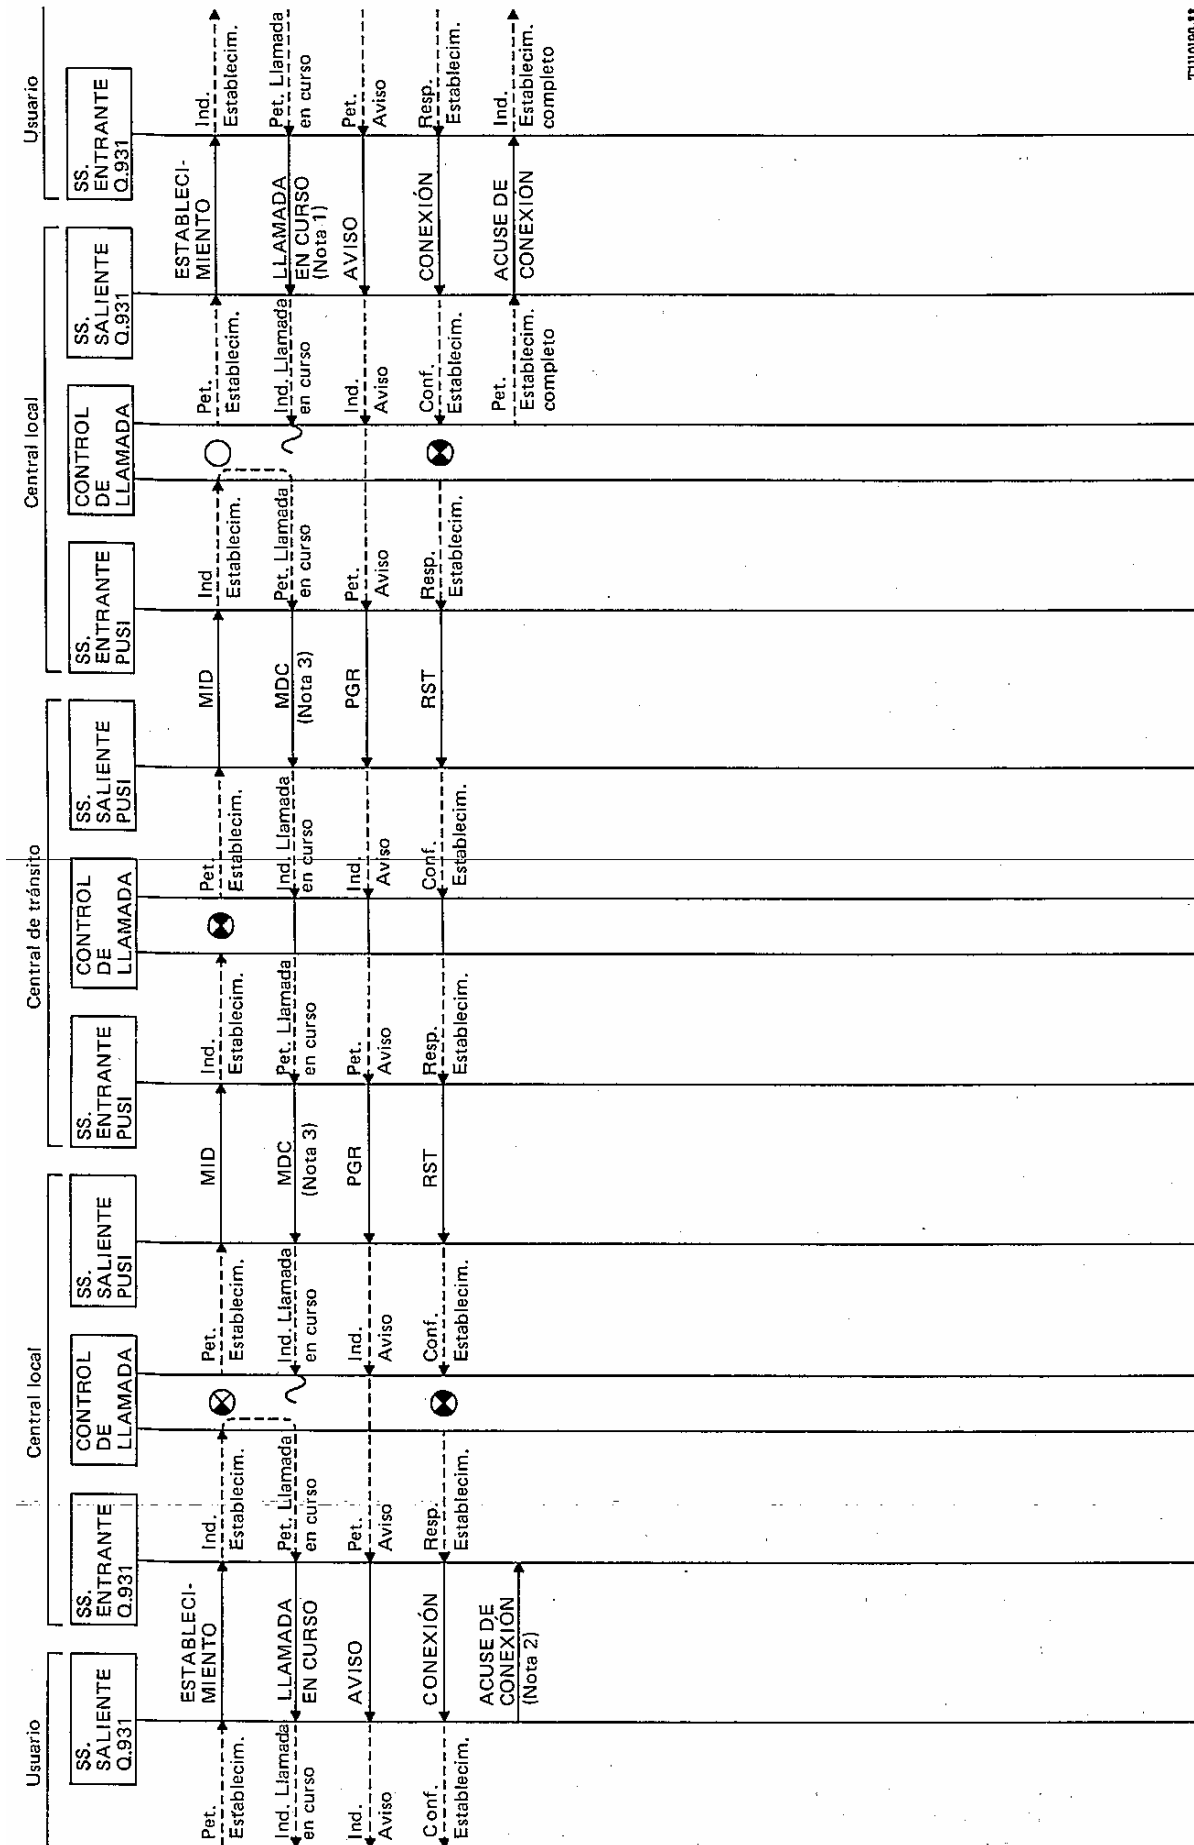 Usuario
Central local
Central de tránsito
Central local
Usuario
SS.
SALIENTE
Q.931
SS.
ENTRANTE
Q.931
CONTROL
DE
LLAMADA
SS.
SALIENTE
PUSI
SS.
ENTRANTE
PUSI
CONTROL
DE
LLAMADA
SS.
SALIENTE
PUSI
SS.
ENTRANTE
PUSI
CONTROL
DE
LLAMADA
SS.
SALIENTE
Q.931
SS.
ENTRANTE
Q.931
Pet.
Establecim.
ESTABLECI-
MIENTO
Ind.
Establecim.
Pet.
Establecim.
MID
Ind.
Establecim.
Pet.
Establecim.
MID
Ind
Establecim.
Pet.
Establecim.
ESTABLECI-
MIENTO
Ind.
Establecim.
Ind. Llamada
en curso
LLAMADA
EN CURSO
Pet. Llamada
en curso
Ind. Llamada
en curso
MDC
(Nota 3)
Pet. Llamada
en curso
Ind. Llamada
en curso
MDC
(Nota 3)
Pet. Llamada
en curso
Ind. Llamada
en curso
LLAMADA
EN CURSO
(Nota 1)
Pet. Llamada
en curso
Ind.
Aviso
AVISO
Pet.
Aviso
Ind.
Aviso
PGR
Pet.
Aviso
Ind.
Aviso
PGR
Pet.
Aviso
Ind.
Aviso
AVISO
Pet.
Aviso
Conf.
Establecim.
CONEXIÓN
Resp.
Establecim.
Conf.
Establecim.
RST
Resp.
Establecim.
Conf.
Establecim.
RST
Resp.
Establecim.
Conf.
Establecim.
CONEXIÓN
Resp.
Establecim.
ACUSE DE
CONEXIÓN
(Nota 2)
Pet.
Establecim.
completo
ACUSE DE
CONEXION
Ind.
Establecim.
completo